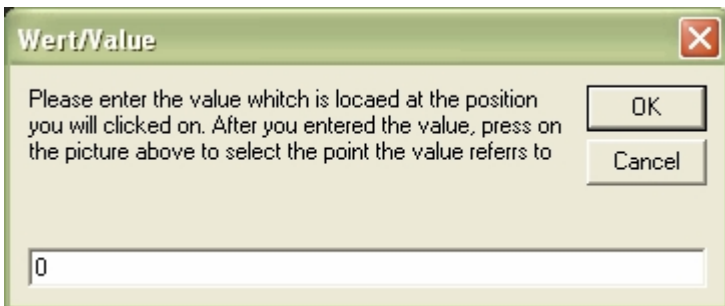 Wert/Value
Please enter the value whitch is locaed at the position
you will clicked on. After you entered the value, press on
the picture above to select the point the value referrs to
OK
Cancel
0